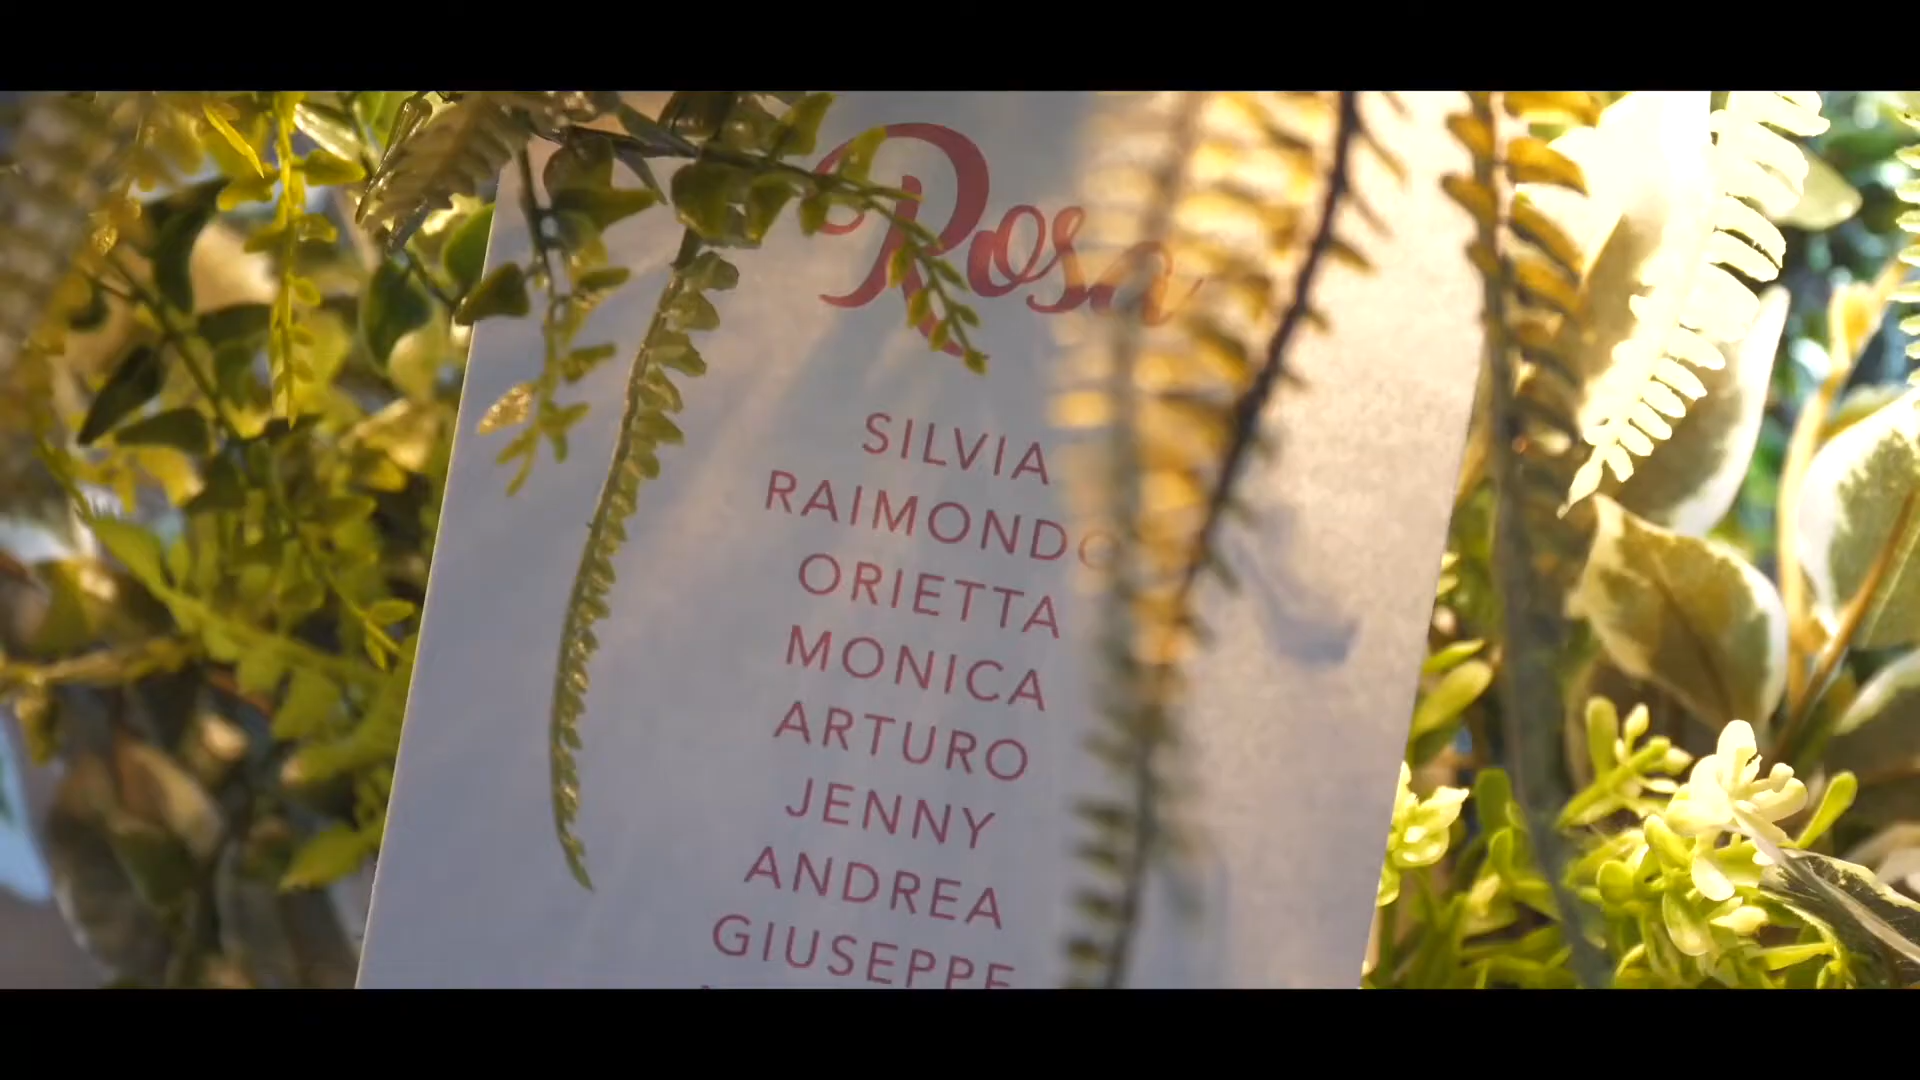 Rosa
SILVIA
RAIMONDO
ORIETTA
MONICA
ARTURO
JENNY
ANDREA
GIUSEPPE